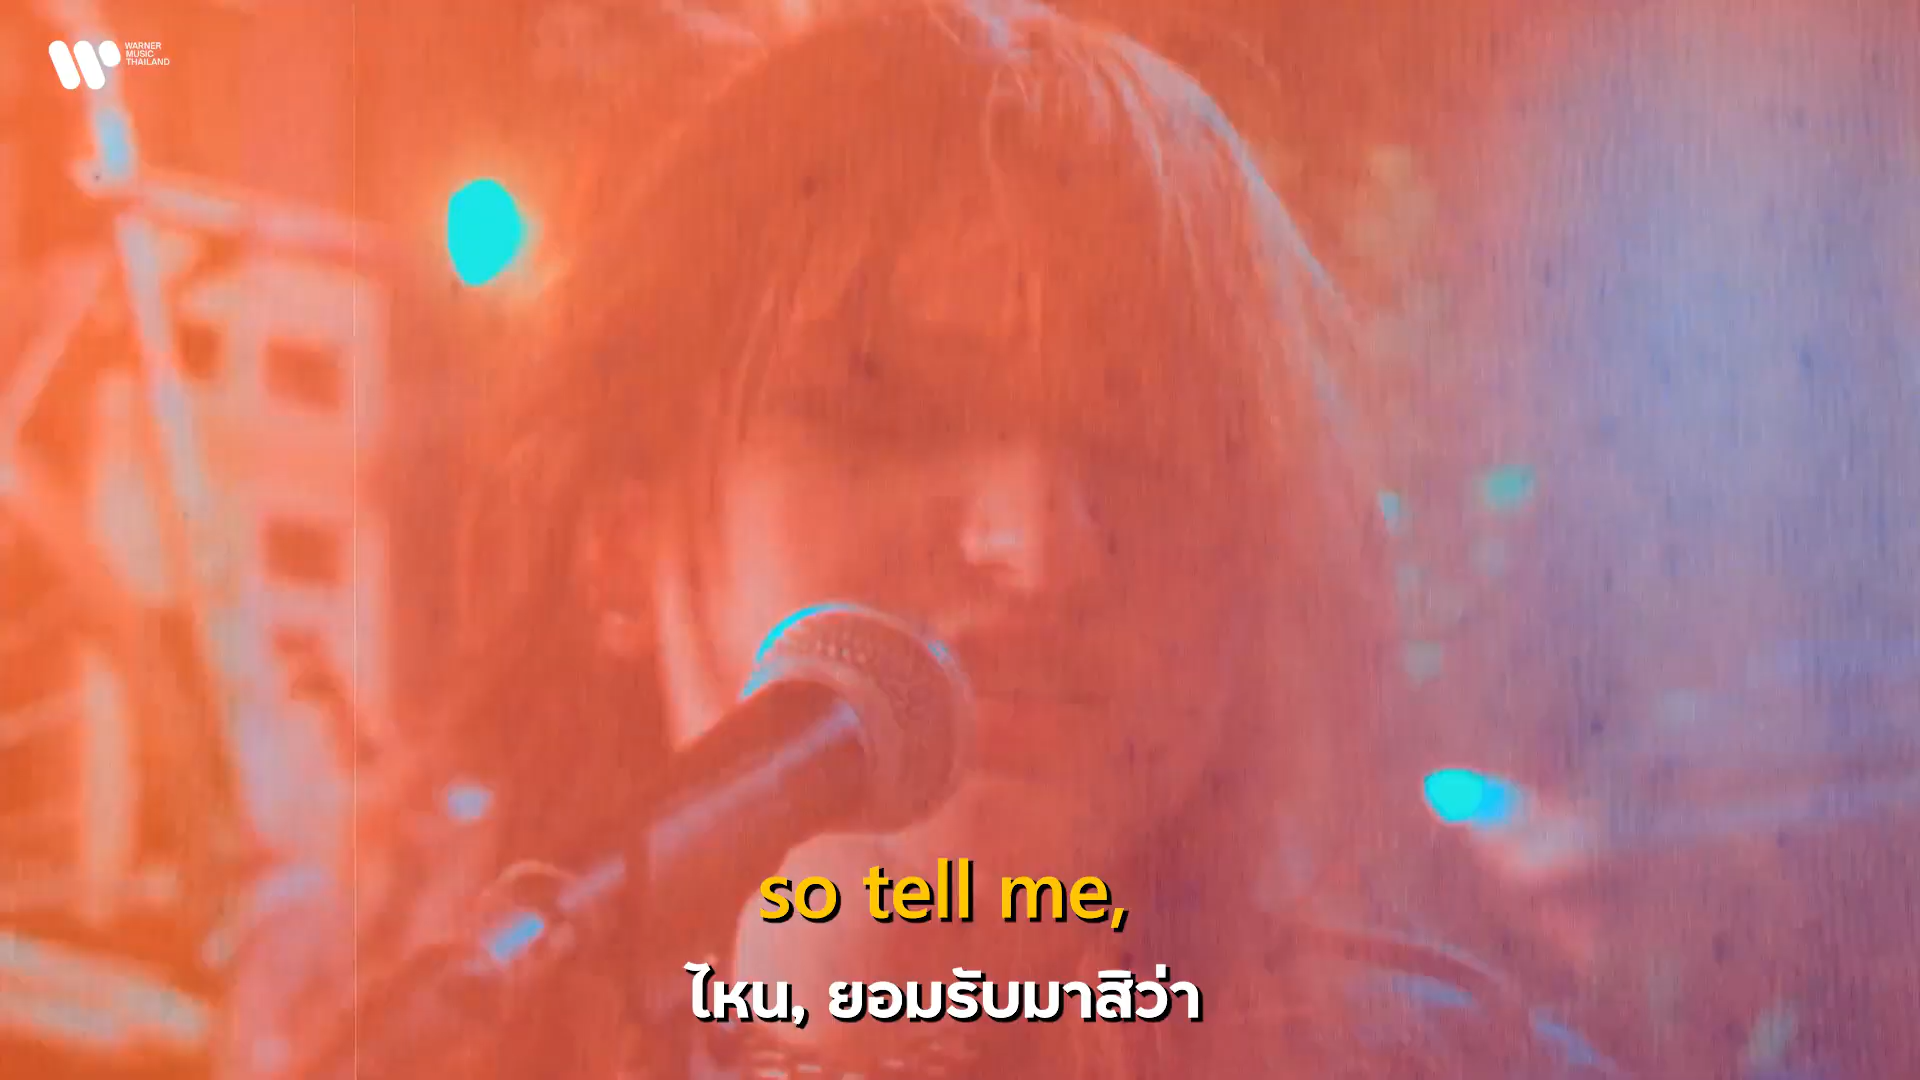 WARNER
MUSIC
THAILAND
so tell me,
ไหน, ยอมรับมาสิว่า